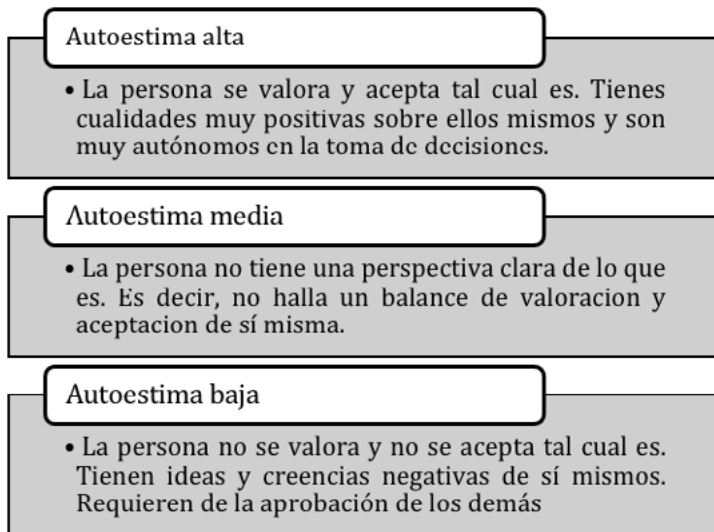 Autoestima alta
• La persona se valora y acepta tal cual es. Tienes
cualidades muy positivas sobre ellos mismos y son
muy autónomos en la toma de decisiones.
Autoestima media
• La persona no tiene una perspectiva clara de lo que
es. Es decir, no halla un balance de valoracion y
aceptacion de sí misma.
Autoestima baja
• La persona no se valora y no se acepta tal cual es.
Tienen ideas y creencias negativas de sí mismos.
Requieren de la aprobación de los demás